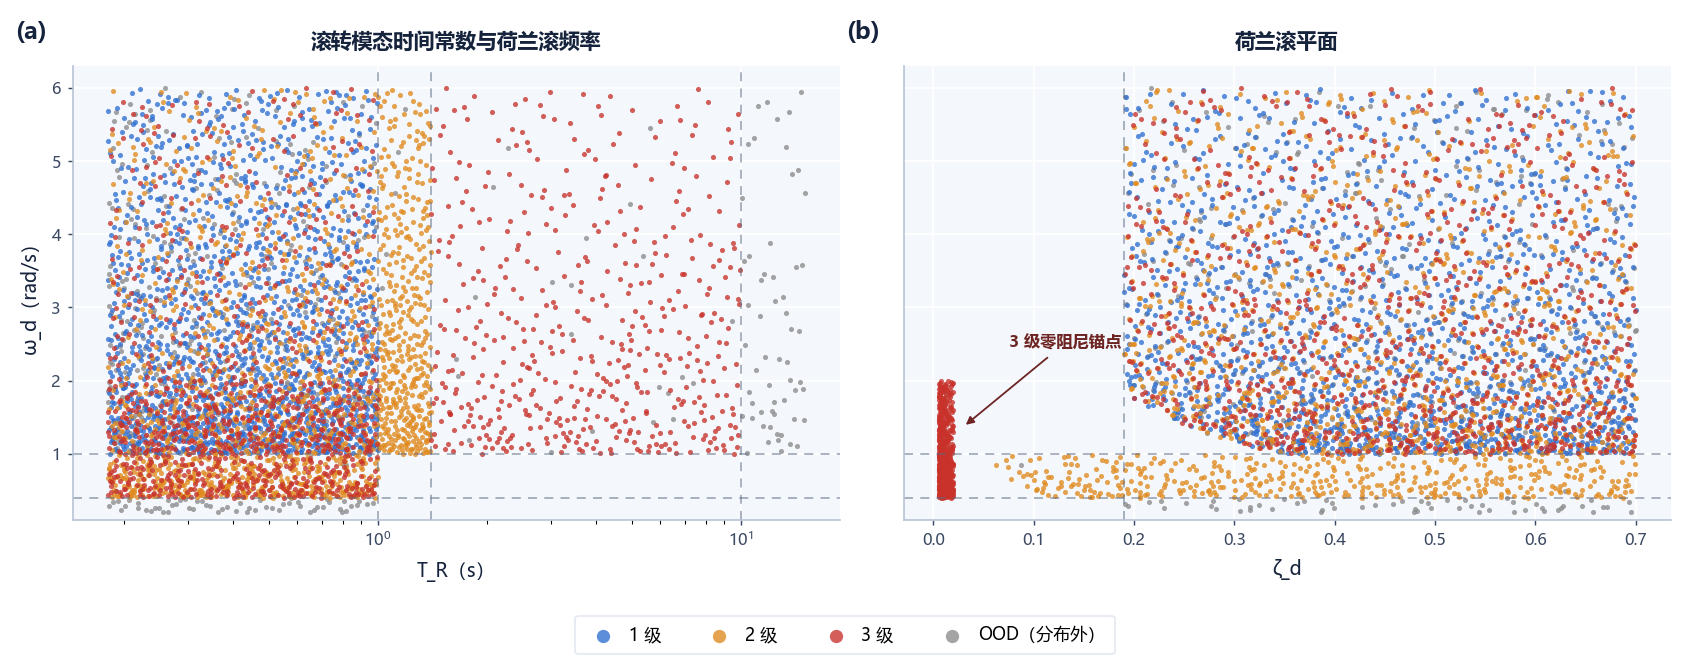 (a)
滚转模态时间常数与荷兰滚频率
ω_d（rad/s）
6
5
4
3
2
1
10⁰
10¹
T_R（s）
(b)
荷兰滚平面
3 级零阻尼锚点
0.0
0.1
0.2
0.3
0.4
0.5
0.6
0.7
ζ_d
1 级
2 级
3 级
OOD（分布外）